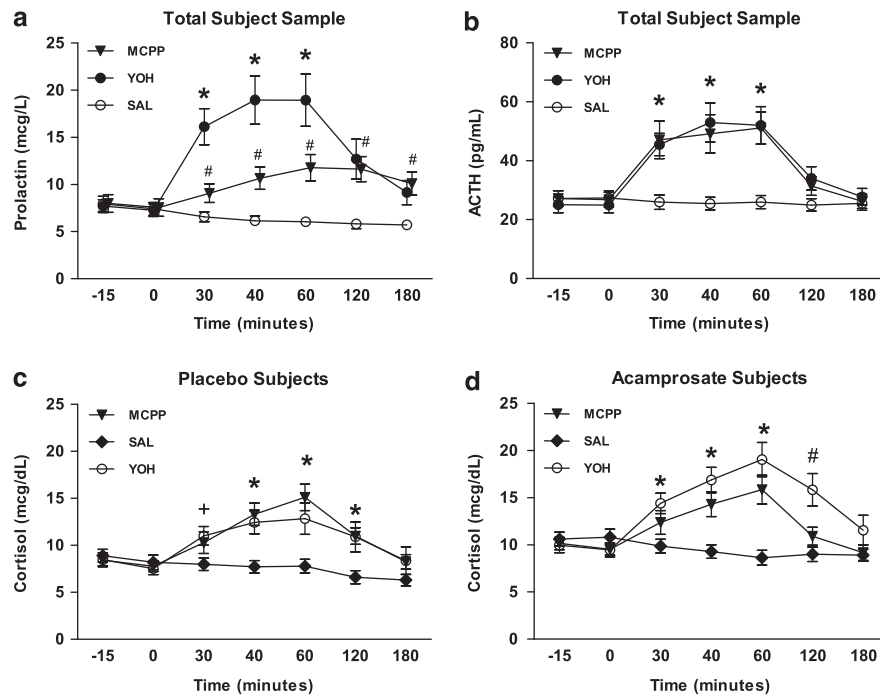 a
Total Subject Sample
25
20
15
10
5
0
Prolactin (mcg/L)
MCPP
YOH
SAL
*
*
*
#
#
#
#
#
-15 0 30 40 60 120 180
Time (minutes)
b
Total Subject Sample
80
60
40
20
0
ACTH (pg/mL)
MCPP
YOH
SAL
*
*
*
-15 0 30 40 60 120 180
Time (minutes)
c
Placebo Subjects
25
20
15
10
5
0
Cortisol (mcg/dL)
MCPP
SAL
YOH
+
*
*
*
-15 0 30 40 60 120 180
Time (minutes)
d
Acamprosate Subjects
25
20
15
10
5
0
Cortisol (mcg/dL)
MCPP
SAL
YOH
*
*
*
#
-15 0 30 40 60 120 180
Time (minutes)